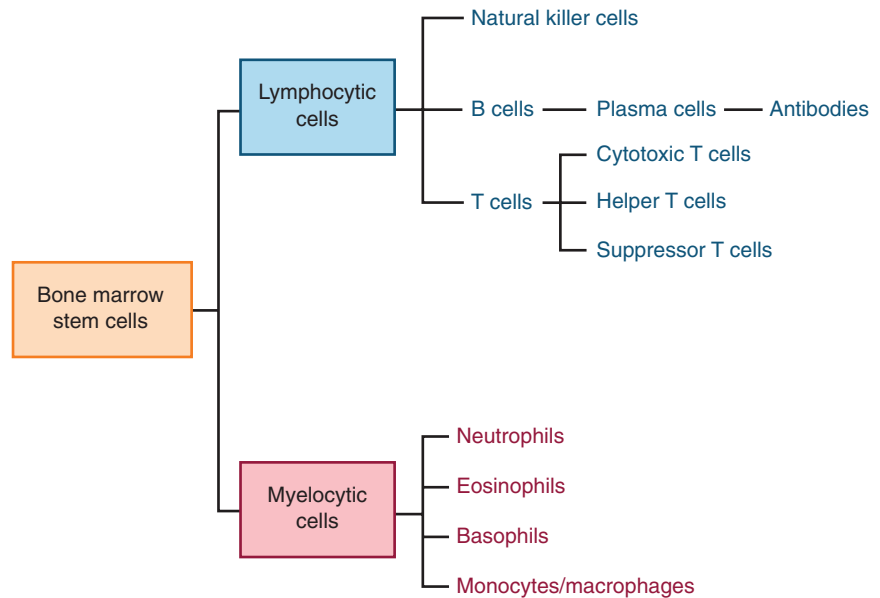 Natural killer cells
Lymphocytic
cells
B cells
Plasma cells
Antibodies
Cytotoxic T cells
T cells
Helper T cells
Suppressor T cells
Bone marrow
stem cells
Neutrophils
Myelocytic
cells
Eosinophils
Basophils
Monocytes/macrophages